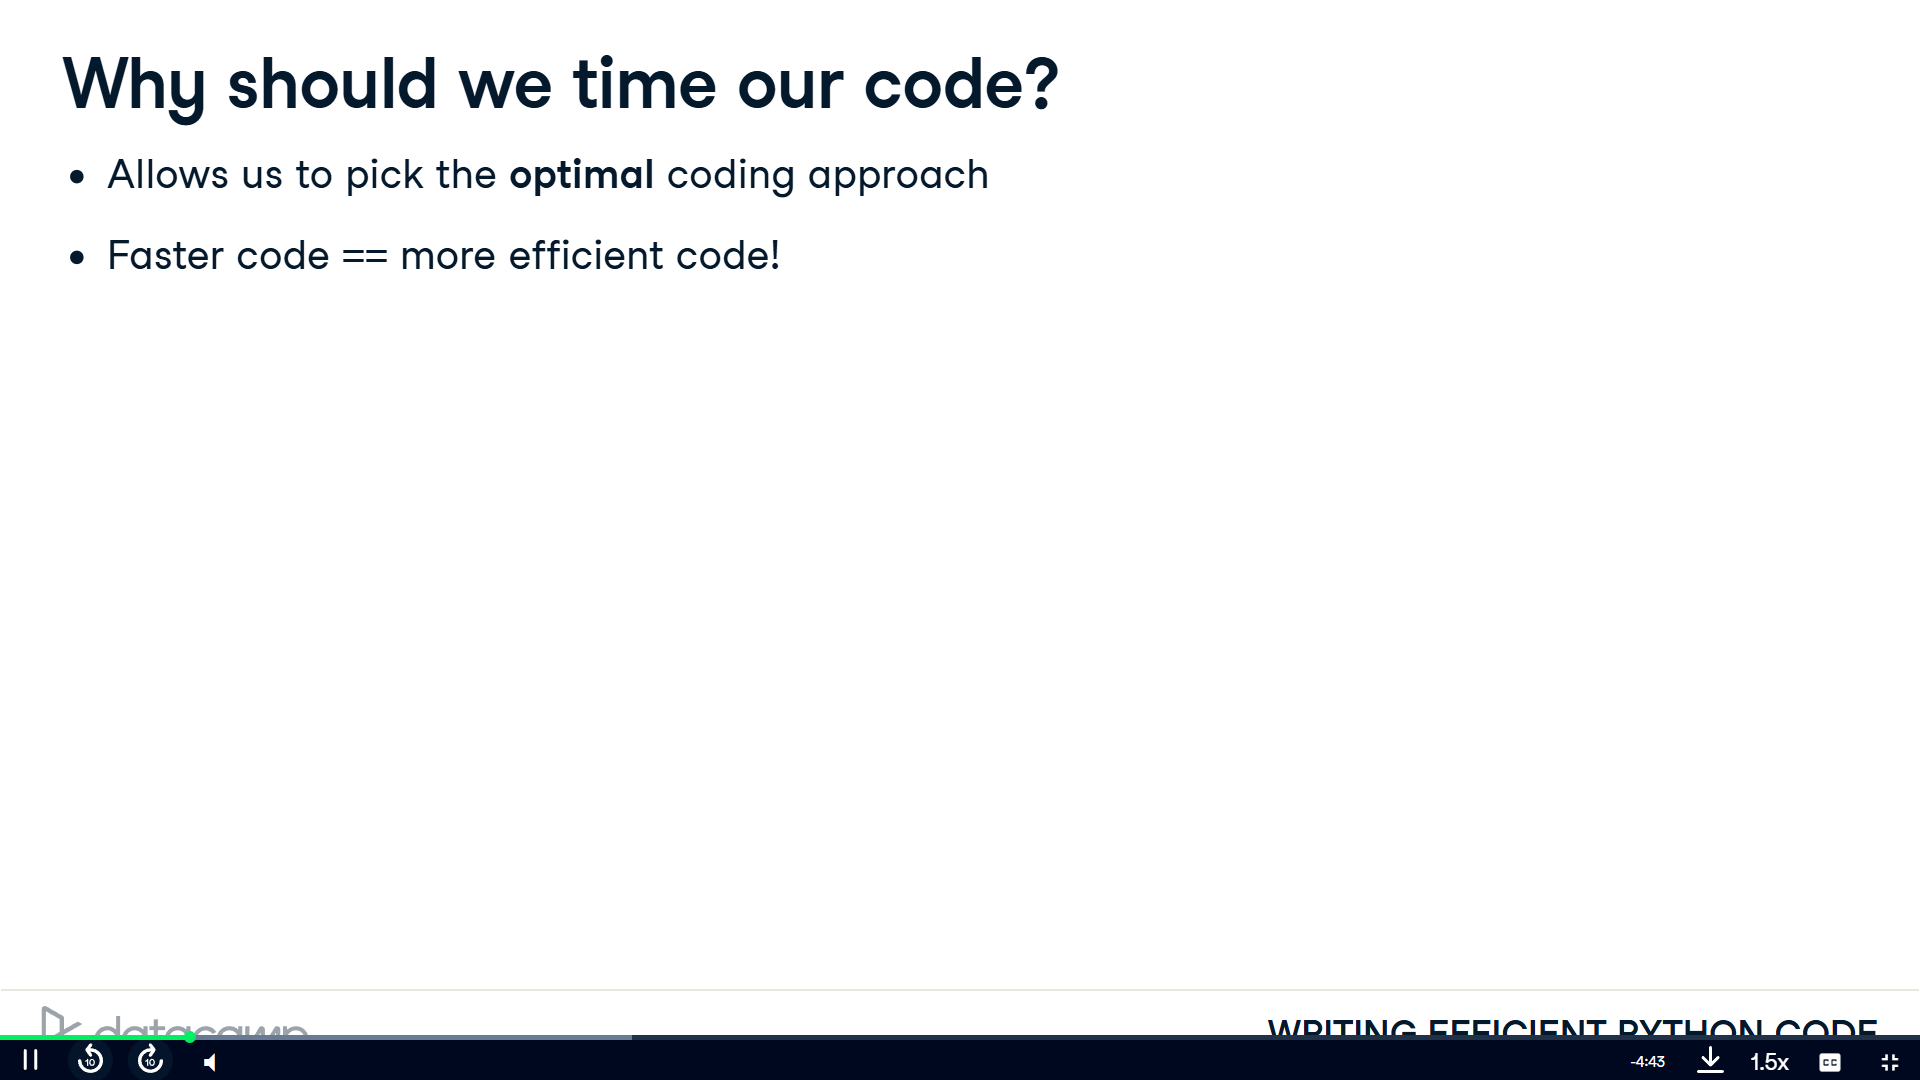 Why should we time our code?
• Allows us to pick the optimal coding approach
• Faster code == more efficient code!
datacamp
WRITING EFFICIENT PYTHON CODE
10 10 -4:43 1.5x CC